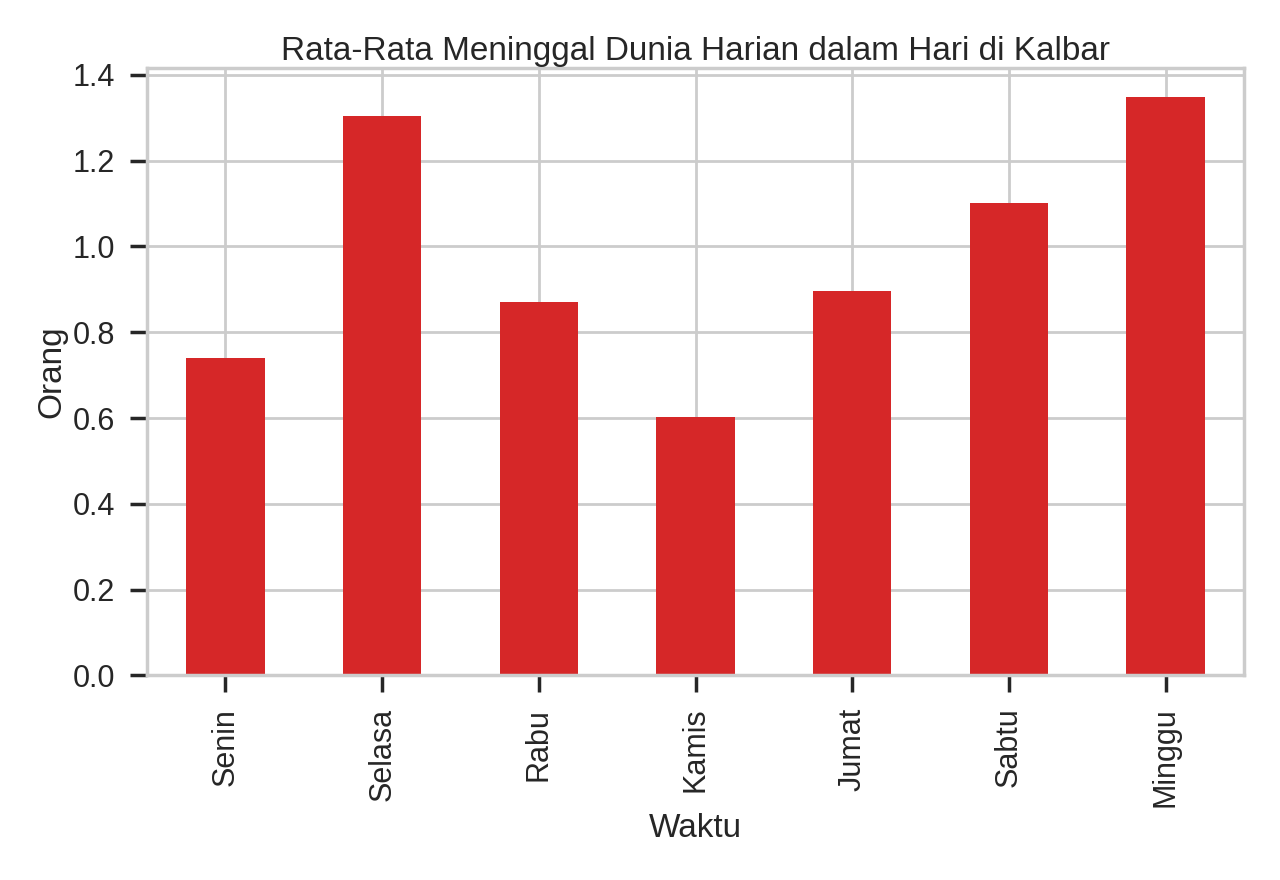 Rata-Rata Meninggal Dunia Harian dalam Hari di Kalbar
1.4
1.2
1.0
0.8
0.6
0.4
0.2
0.0
Orang
Senin
Selasa
Rabu
Kamis
Jumat
Sabtu
Minggu
Waktu